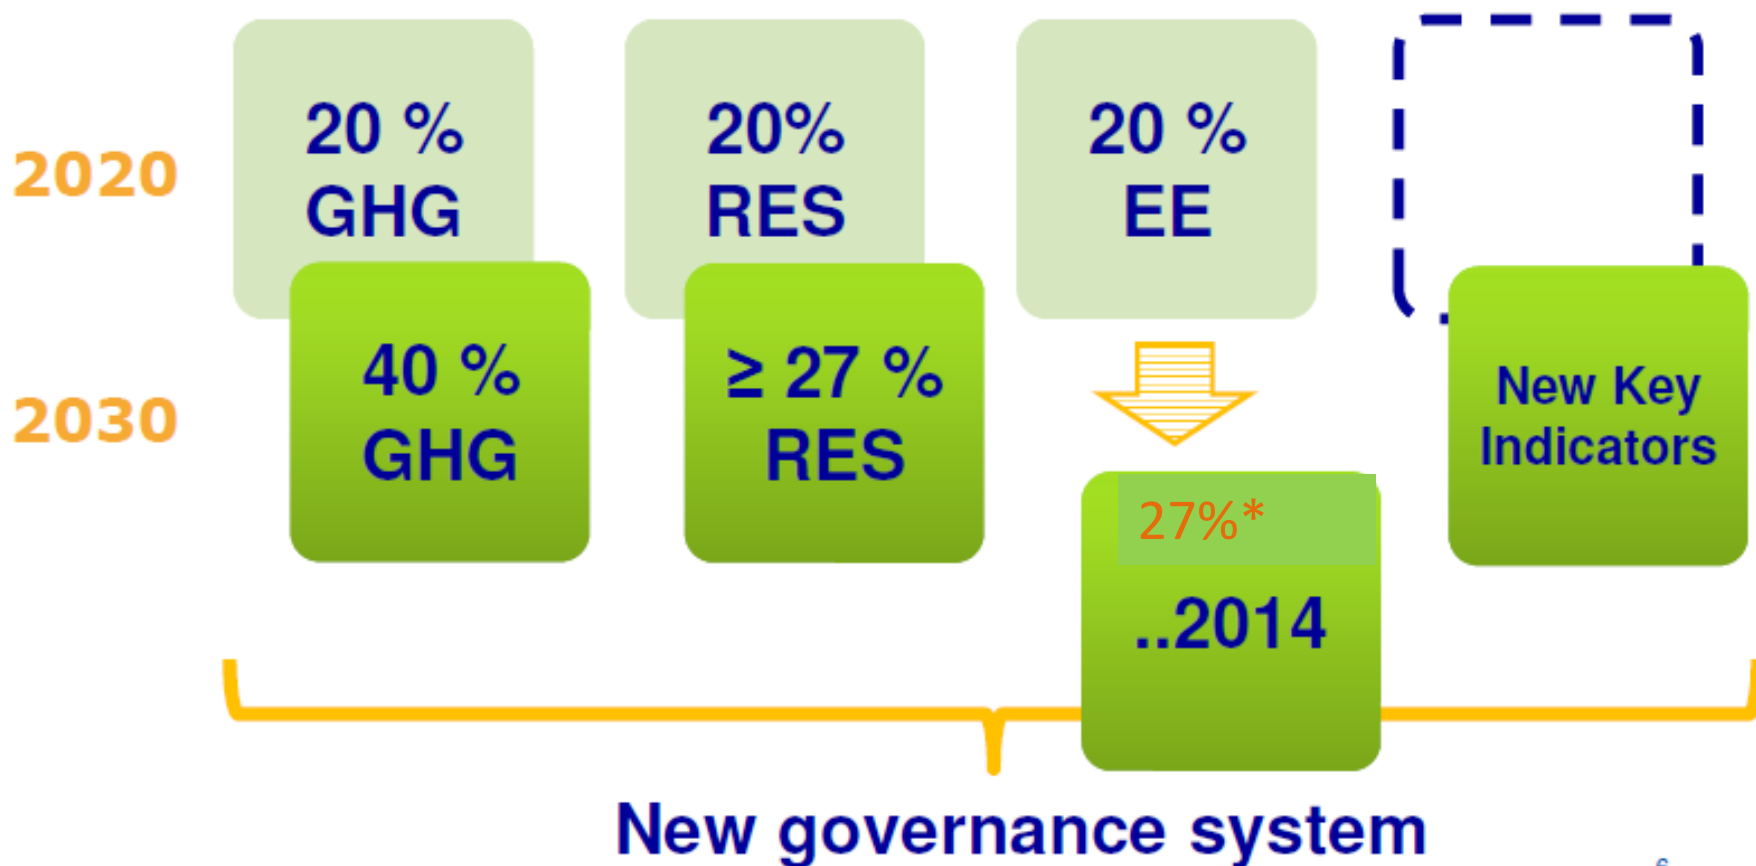 2020
20 %
GHG
20%
RES
20 %
EE
2030
40 %
GHG
≥ 27 %
RES
27%*
..2014
New Key
Indicators
New governance system